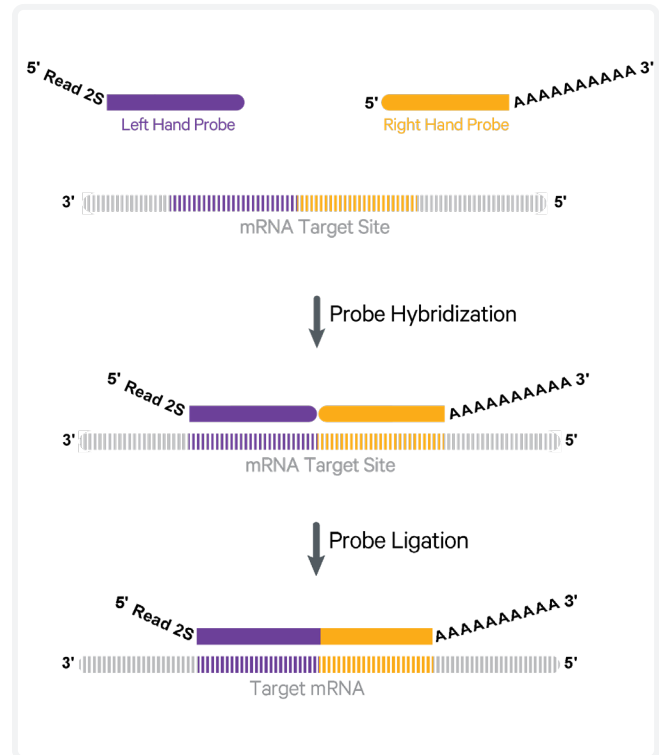 5' Read 2S
Left Hand Probe
5'
Right Hand Probe
AAAAAAAAAA 3'
3'
5'
mRNA Target Site
Probe Hybridization
5' Read 2S
AAAAAAAAAA 3'
3'
5'
mRNA Target Site
Probe Ligation
5' Read 2S
AAAAAAAAAA 3'
3'
5'
Target mRNA